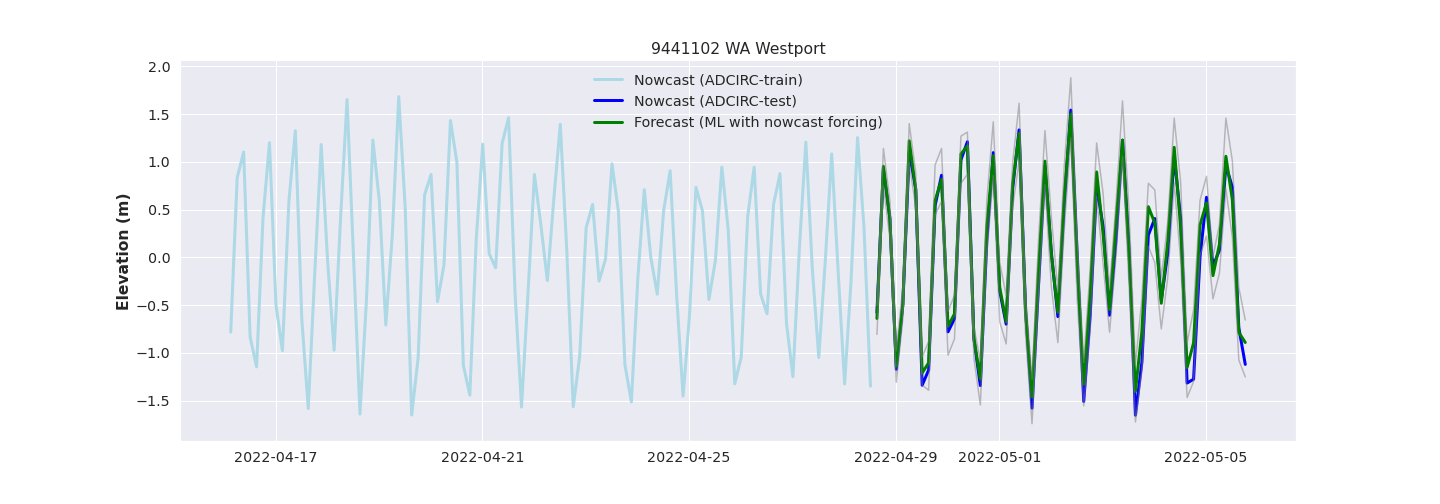 9441102 WA Westport
Nowcast (ADCIRC-train)
Nowcast (ADCIRC-test)
Forecast (ML with nowcast forcing)
Elevation (m)
2.0
1.5
1.0
0.5
0.0
−0.5
−1.0
−1.5
2022-04-17 2022-04-21 2022-04-25 2022-04-29 2022-05-01 2022-05-05